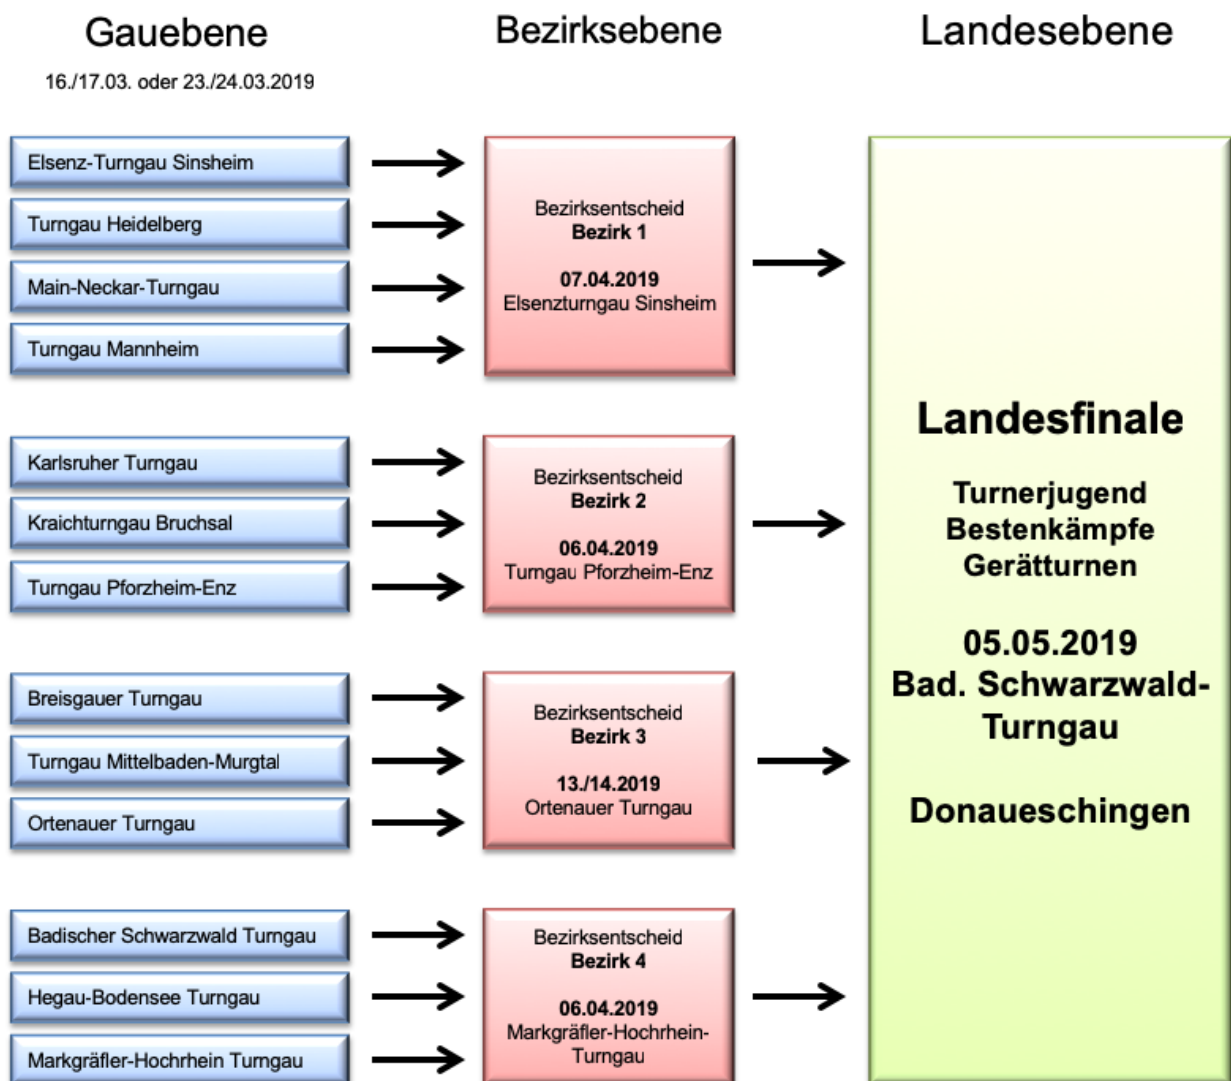 Gauebene
16./17.03. oder 23./24.03.2019
Bezirksebene
Landesebene
Elsenz-Turngau Sinsheim
Turngau Heidelberg
Main-Neckar-Turngau
Turngau Mannheim
Bezirksentscheid
Bezirk 1
07.04.2019
Elsenzturngau Sinsheim
Karlsruher Turngau
Kraichturngau Bruchsal
Turngau Pforzheim-Enz
Bezirksentscheid
Bezirk 2
06.04.2019
Turngau Pforzheim-Enz
Breisgauer Turngau
Turngau Mittelbaden-Murgtal
Ortenauer Turngau
Bezirksentscheid
Bezirk 3
13./14.2019
Ortenauer Turngau
Badischer Schwarzwald Turngau
Hegau-Bodensee Turngau
Markgräfler-Hochrhein Turngau
Bezirksentscheid
Bezirk 4
06.04.2019
Markgräfler-Hochrhein-
Turngau
Landesfinale
Turnerjugend
Bestenkämpfe
Gerätturnen
05.05.2019
Bad. Schwarzwald-
Turngau
Donaueschingen